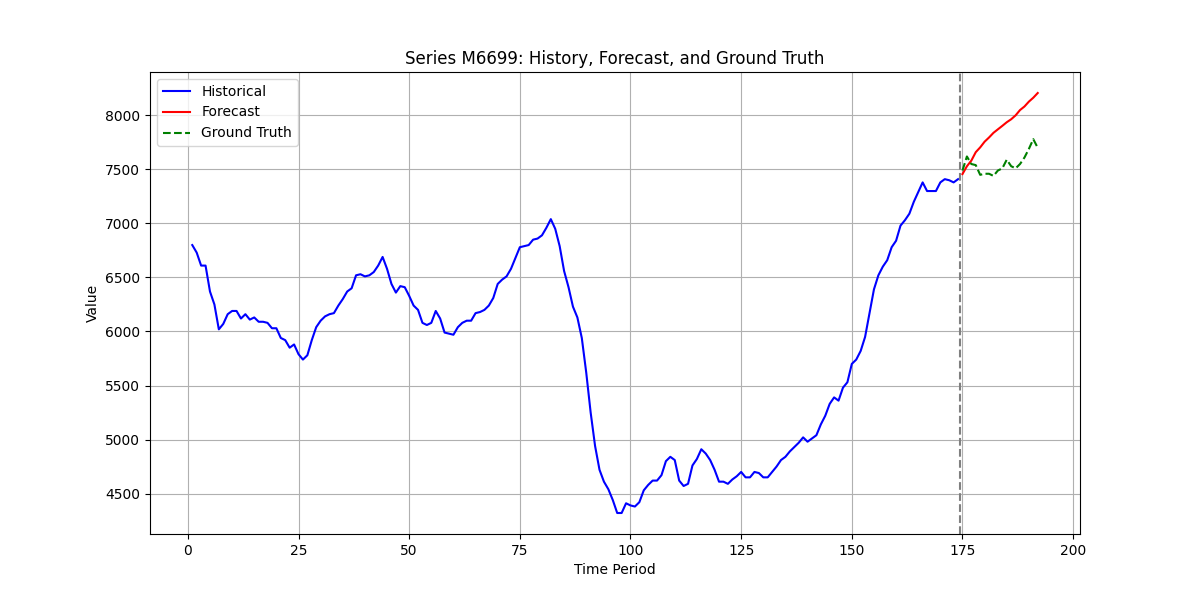 Series M6699: History, Forecast, and Ground Truth
Historical
Forecast
Ground Truth
8000
7500
7000
6500
6000
5500
5000
4500
Value
0 25 50 75 100 125 150 175 200
Time Period